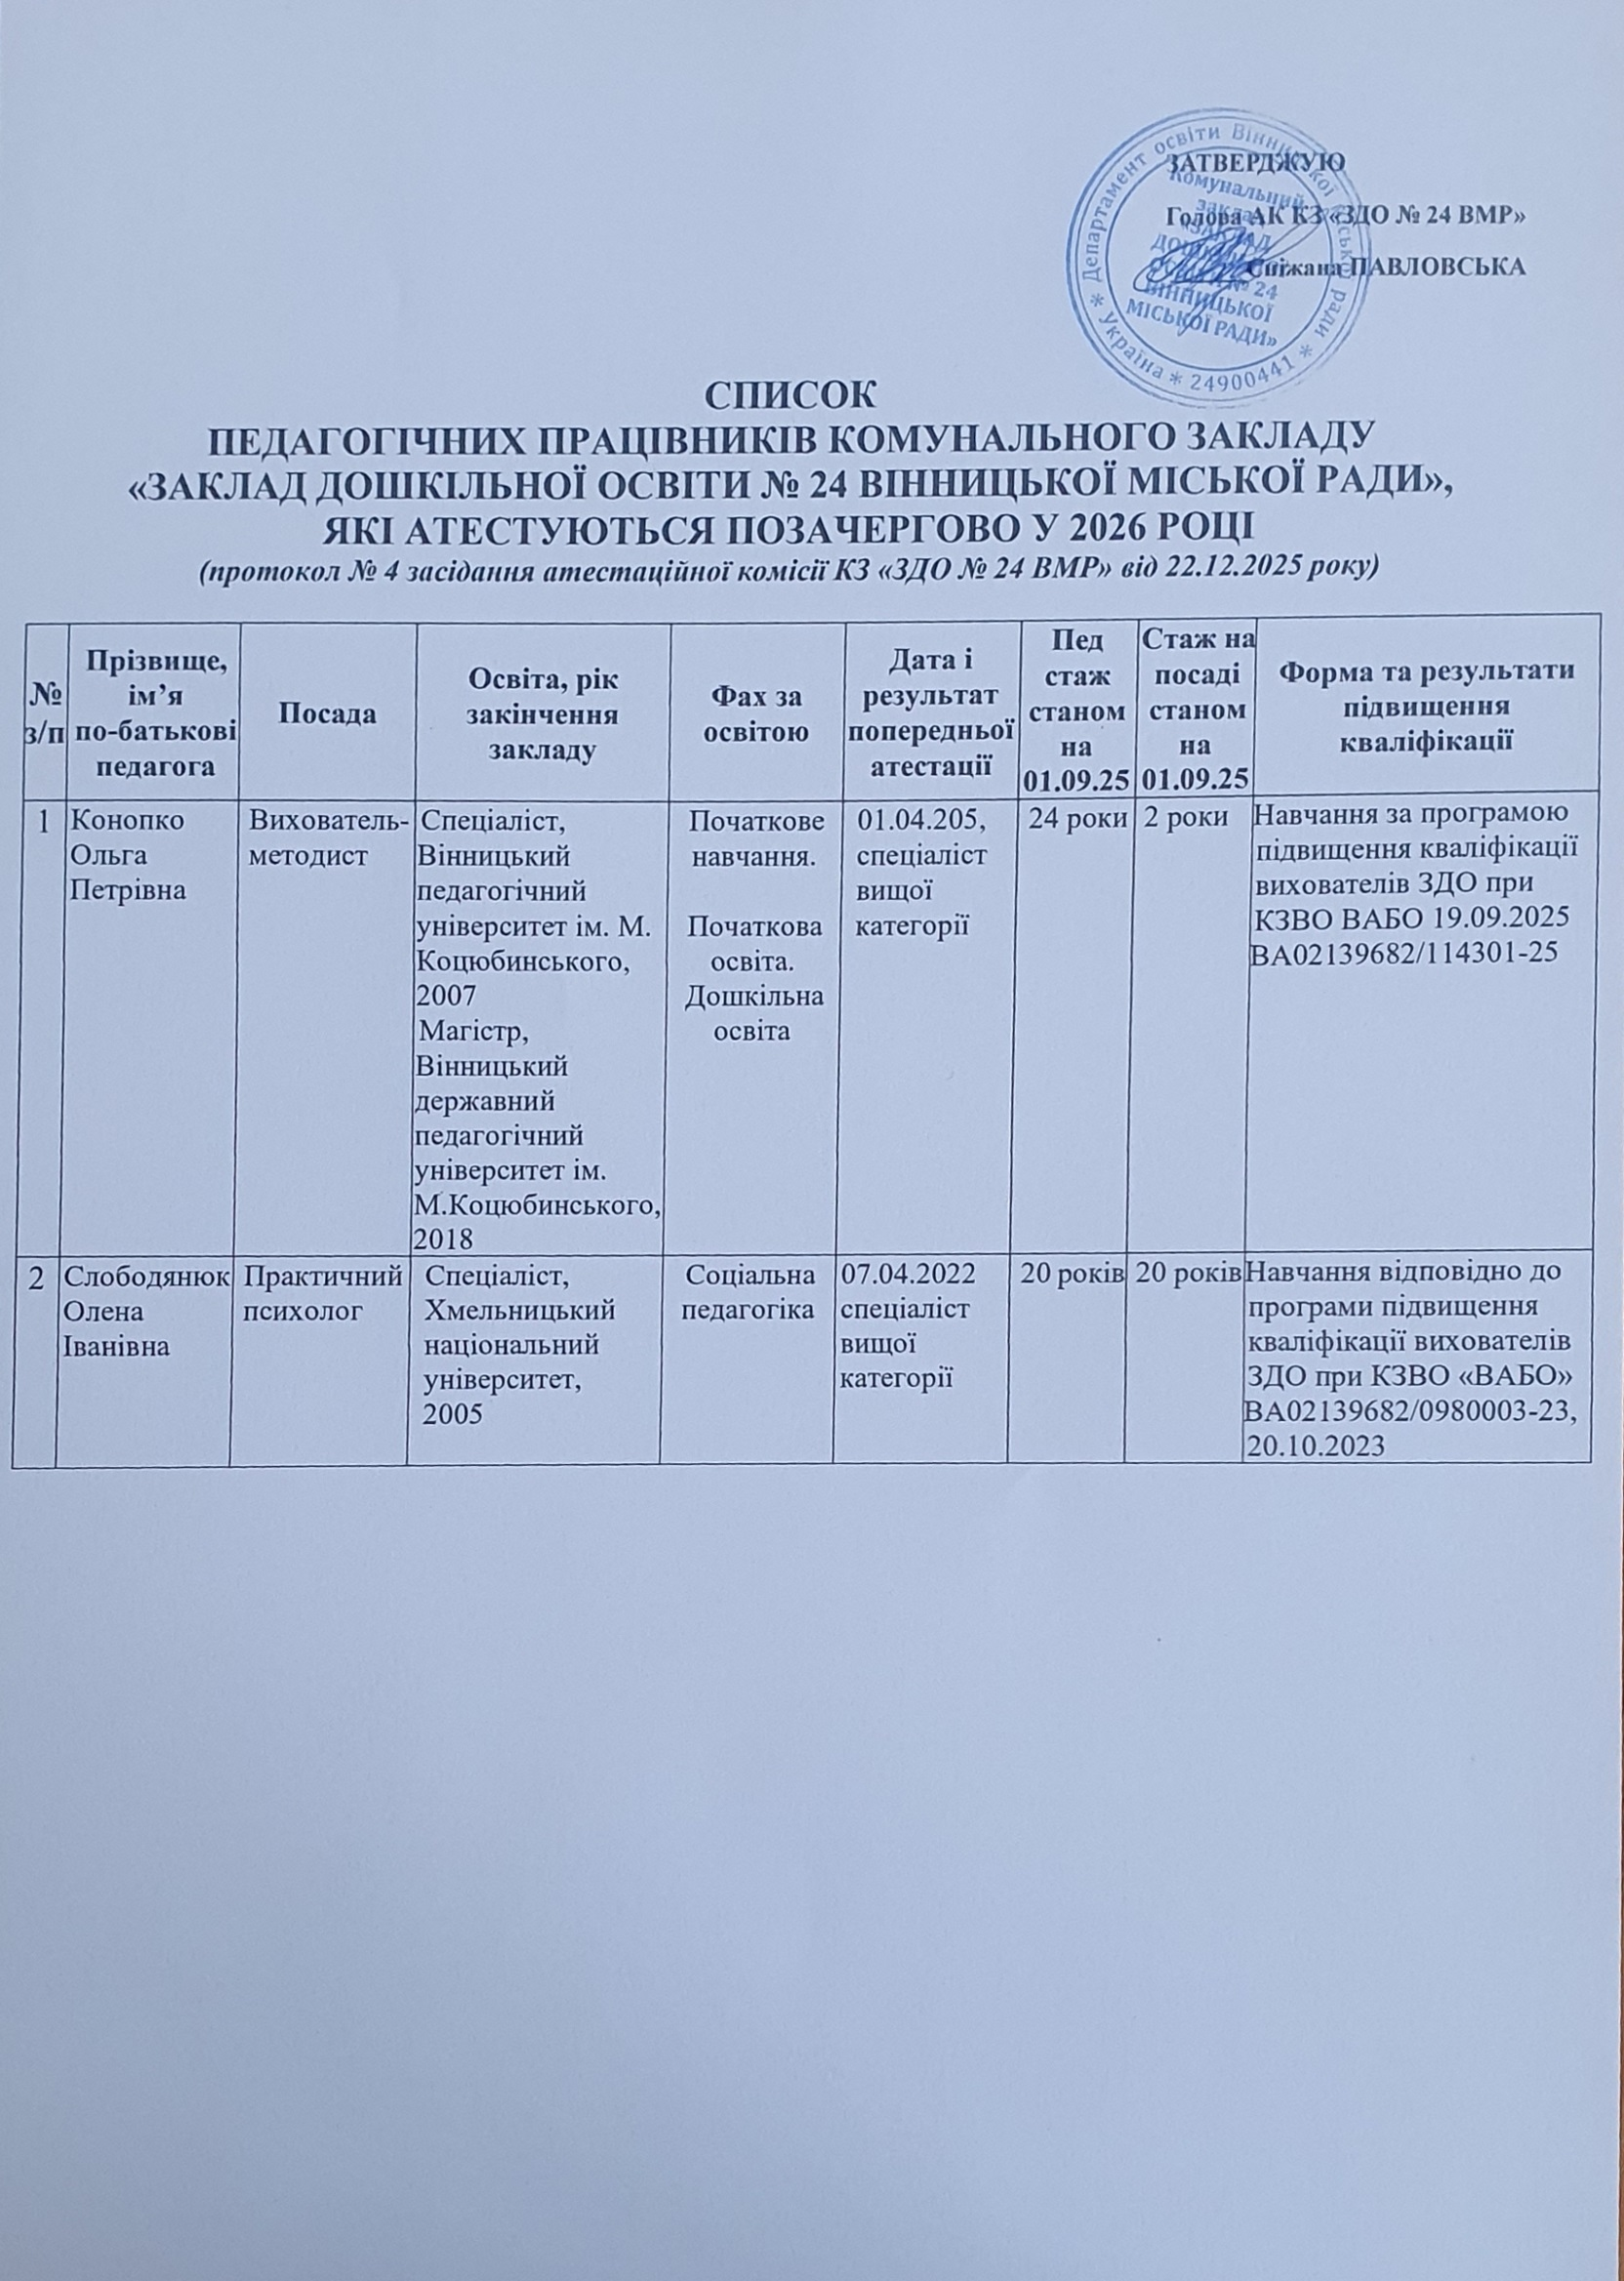 ЗАТВЕРДЖУЮ
Голова АК КЗ «ЗДО № 24 ВМР»
Сніжана ПАВЛОВСЬКА
* Департамент освіти Вінницької міської ради * Україна * 24900441
Комунальний
заклад
«ЗАКЛАД
ДОШКІЛЬНОЇ
ОСВІТИ № 24
ВІННИЦЬКОЇ
МІСЬКОЇ РАДИ»
СПИСОК
ПЕДАГОГІЧНИХ ПРАЦІВНИКІВ КОМУНАЛЬНОГО ЗАКЛАДУ
«ЗАКЛАД ДОШКІЛЬНОЇ ОСВІТИ № 24 ВІННИЦЬКОЇ МІСЬКОЇ РАДИ»,
ЯКІ АТЕСТУЮТЬСЯ ПОЗАЧЕРГОВО У 2026 РОЦІ
(протокол № 4 засідання атестаційної комісії КЗ «ЗДО № 24 ВМР» від 22.12.2025 року)
№
з/п
Прізвище,
ім’я
по-батькові
педагога
Посада
Освіта, рік
закінчення
закладу
Фах за
освітою
Дата і
результат
попередньої
атестації
Пед
стаж
станом
на
01.09.25
Стаж на
посаді
станом
на
01.09.25
Форма та результати
підвищення
кваліфікації
1
Конопко
Ольга
Петрівна
Вихователь-
методист
Спеціаліст,
Вінницький
педагогічний
університет ім. М.
Коцюбинського,
2007
Магістр,
Вінницький
державний
педагогічний
університет ім.
М.Коцюбинського,
2018
Початкове
навчання.
Початкова
освіта.
Дошкільна
освіта
01.04.205,
спеціаліст
вищої
категорії
24 роки
2 роки
Навчання за програмою
підвищення кваліфікації
вихователів ЗДО при
КЗВО ВАБО 19.09.2025
ВА02139682/114301-25
2
Слободянюк
Олена
Іванівна
Практичний
психолог
Спеціаліст,
Хмельницький
національний
університет,
2005
Соціальна
педагогіка
07.04.2022
спеціаліст
вищої
категорії
20 років
20 років
Навчання відповідно до
програми підвищення
кваліфікації вихователів
ЗДО при КЗВО «ВАБО»
ВА02139682/0980003-23,
20.10.2023